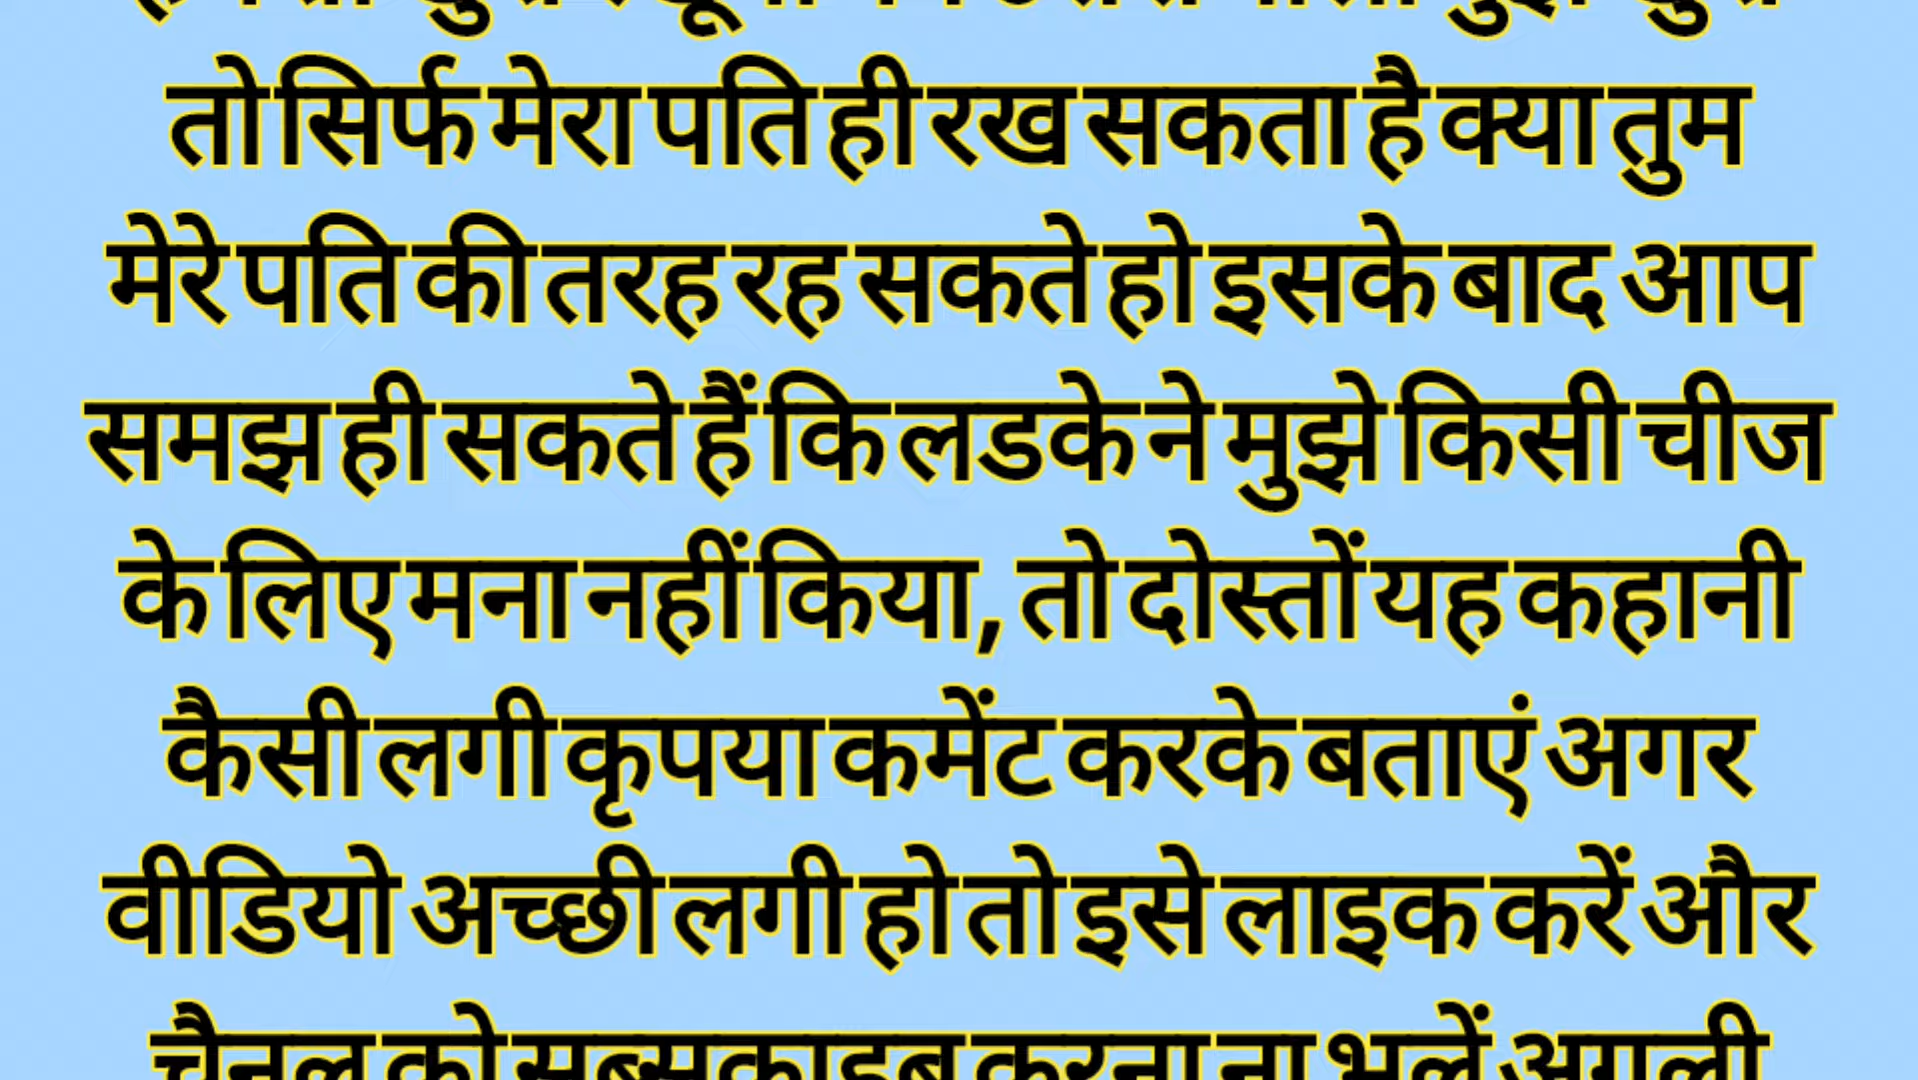 तो सिर्फ मेरा पति ही रख सकता है क्या तुम
मेरे पति की तरह रह सकते हो इसके बाद आप
समझ ही सकते हैं कि लडके ने मुझे किसी चीज
के लिए मना नहीं किया, तो दोस्तों यह कहानी
कैसी लगी कृपया कमेंट करके बताएं अगर
वीडियो अच्छी लगी हो तो इसे लाइक करें और
चैनल को सब्सक्राइब करना ना भूलें अगली